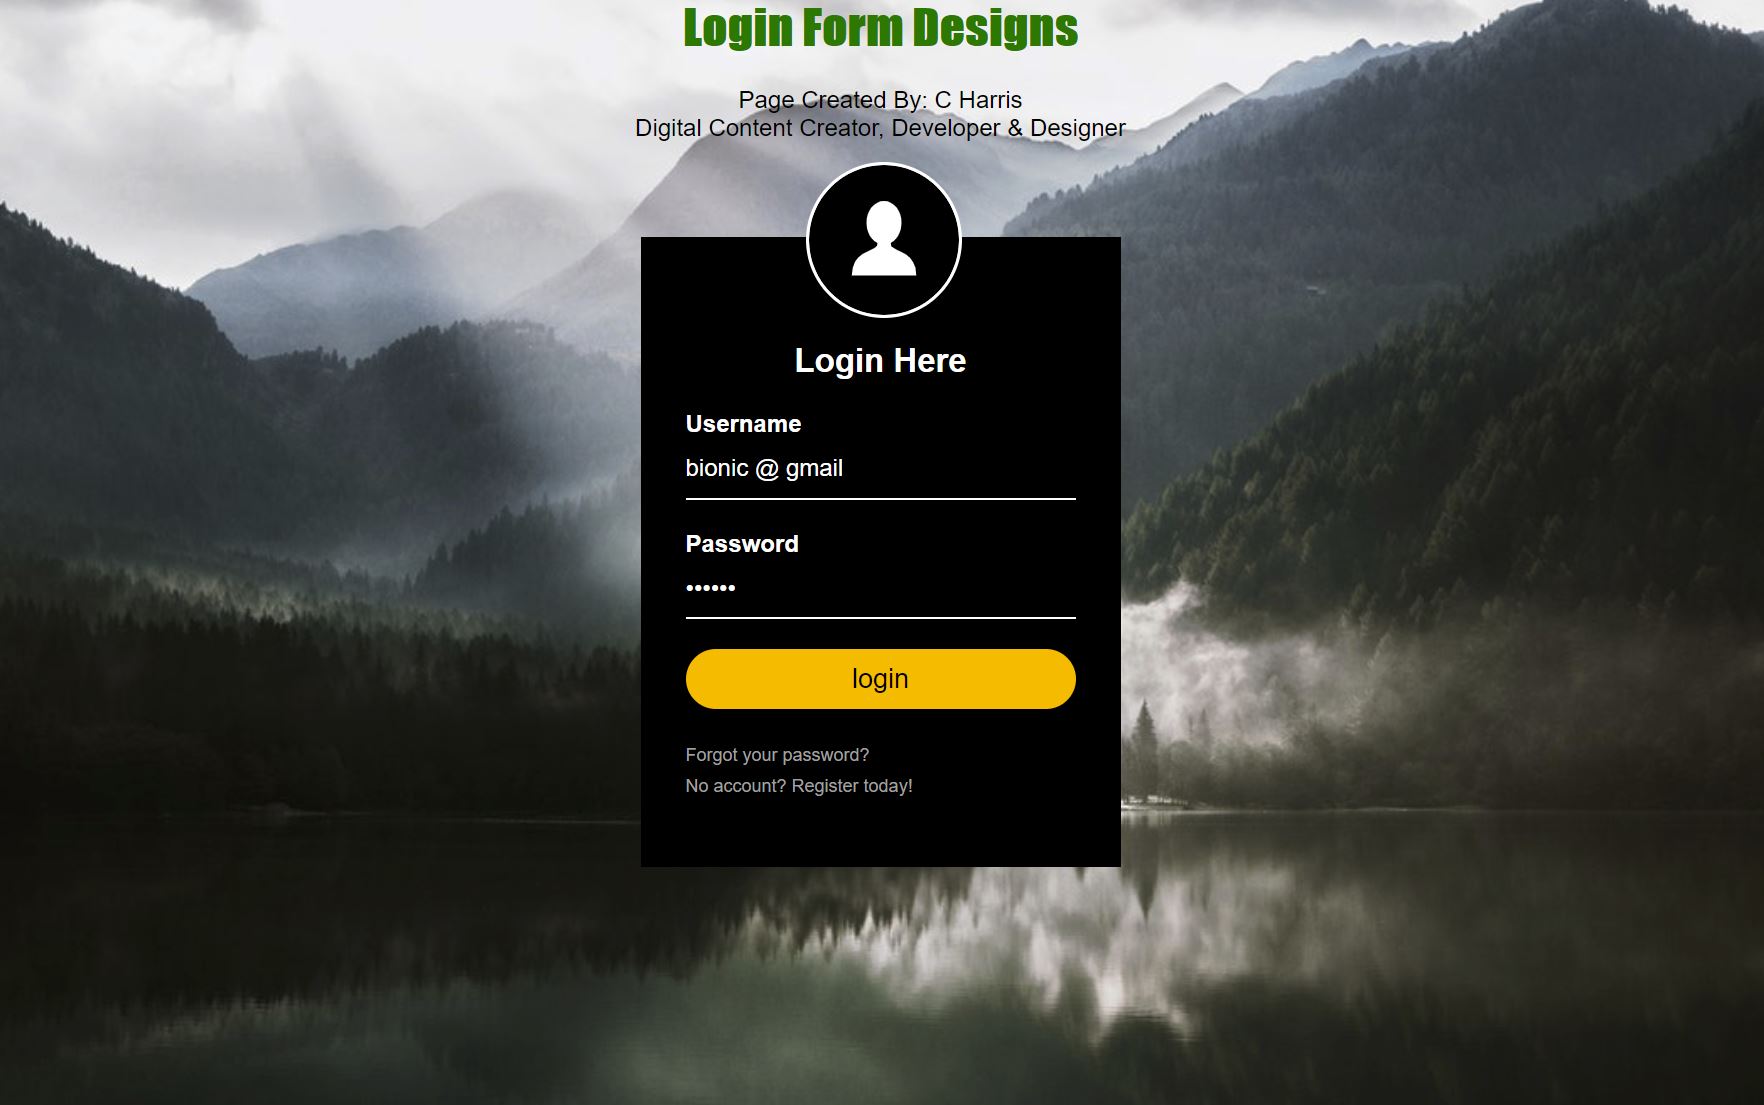 Login Form Designs
Page Created By: C Harris
Digital Content Creator, Developer & Designer
Login Here
Username
bionic @ gmail
Password
••••••
login
Forgot your password?
No account? Register today!